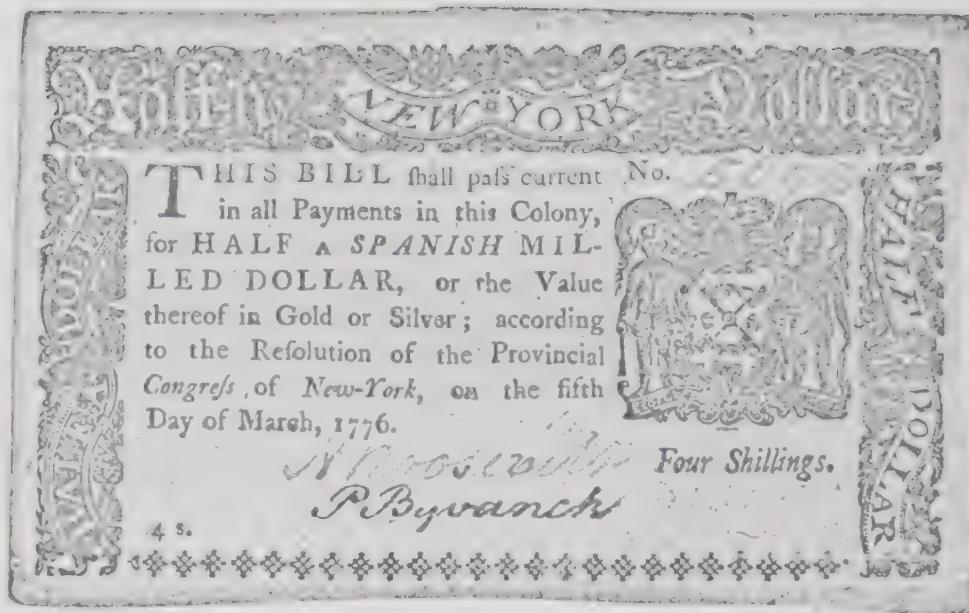 Half a NEW YORK Dollar
HALF A DOLLAR
THIS BILL ſhall paſs current
in all Payments in this Colony,
for HALF A SPANISH MIL-
LED DOLLAR, or the Value
thereof in Gold or Silver; according
to the Reſolution of the Provincial
Congreſs, of New-York, on the fifth
Day of March, 1776.
No.
Four Shillings.
P Byvanck
4 s.
HALF DOLLAR